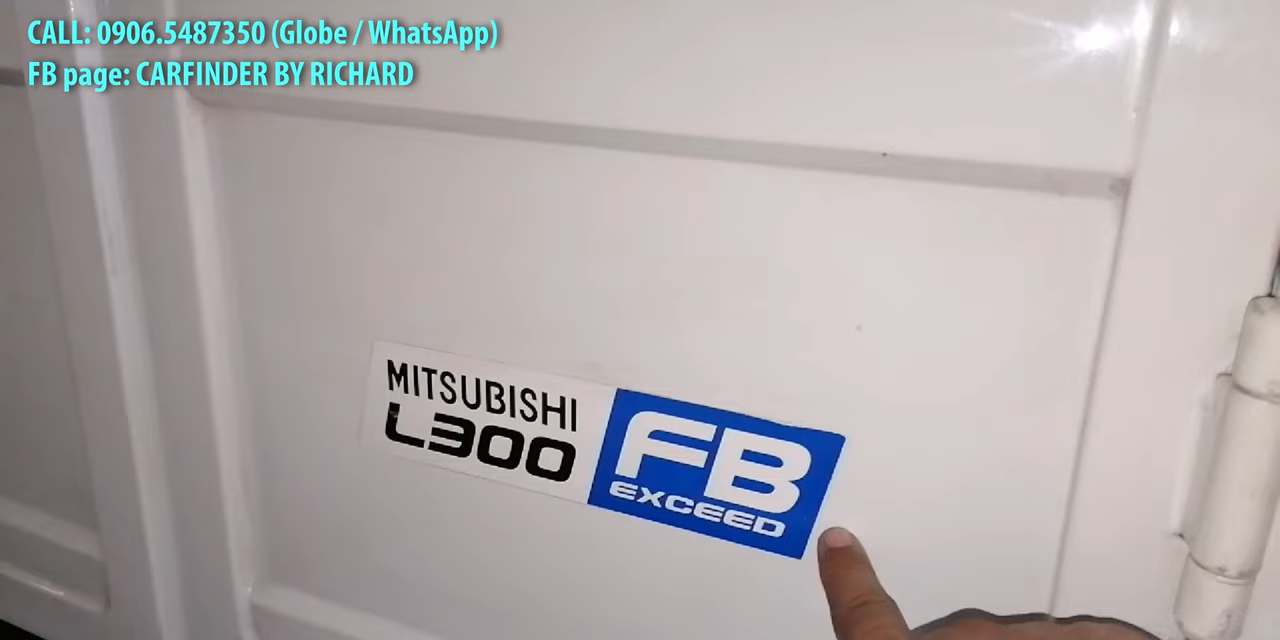 CALL: 0906.5487350 (Globe / WhatsApp)
FB page: CARFINDER BY RICHARD
MITSUBISHI
L300
FB
EXCEED